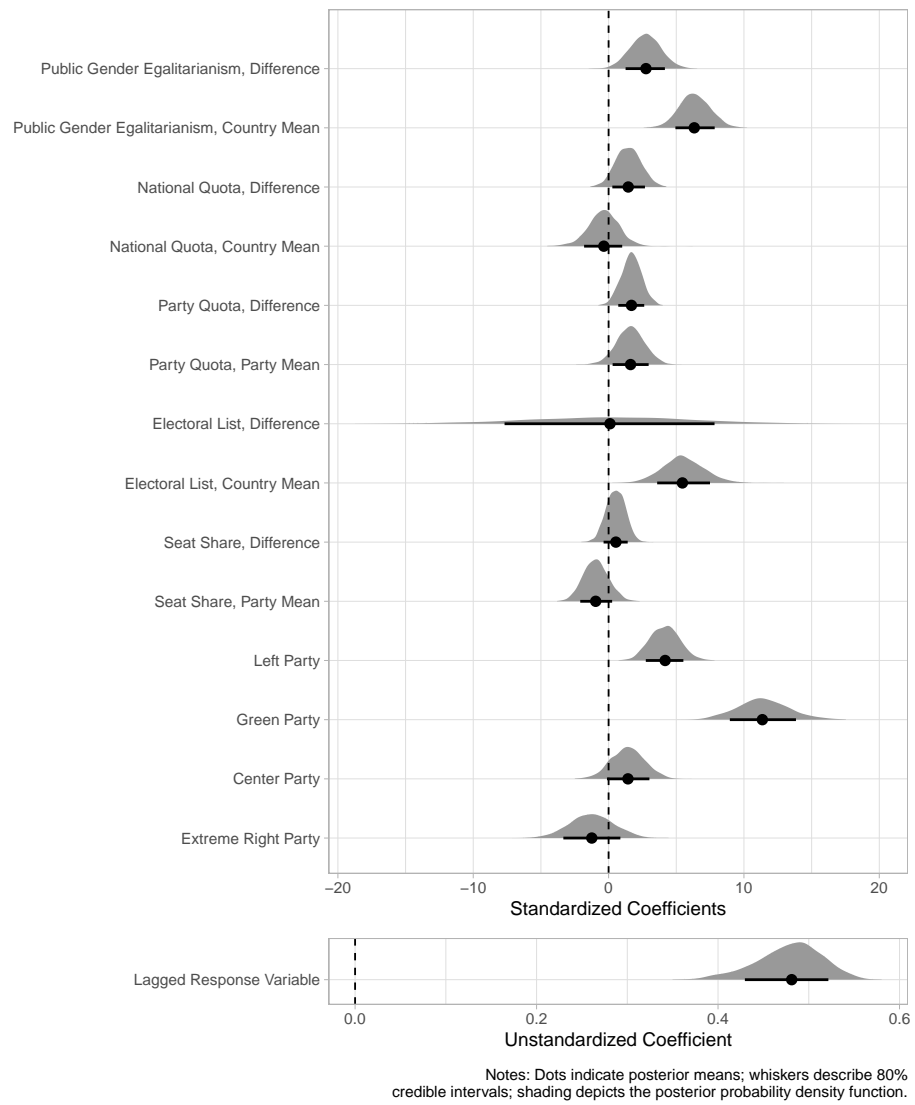 Public Gender Egalitarianism, Difference
Public Gender Egalitarianism, Country Mean
National Quota, Difference
National Quota, Country Mean
Party Quota, Difference
Party Quota, Party Mean
Electoral List, Difference
Electoral List, Country Mean
Seat Share, Difference
Seat Share, Party Mean
Left Party
Green Party
Center Party
Extreme Right Party
−20 −10 0 10 20
Standardized Coefficients
Lagged Response Variable
0.0 0.2 0.4 0.6
Unstandardized Coefficient
Notes: Dots indicate posterior means; whiskers describe 80%
credible intervals; shading depicts the posterior probability density function.